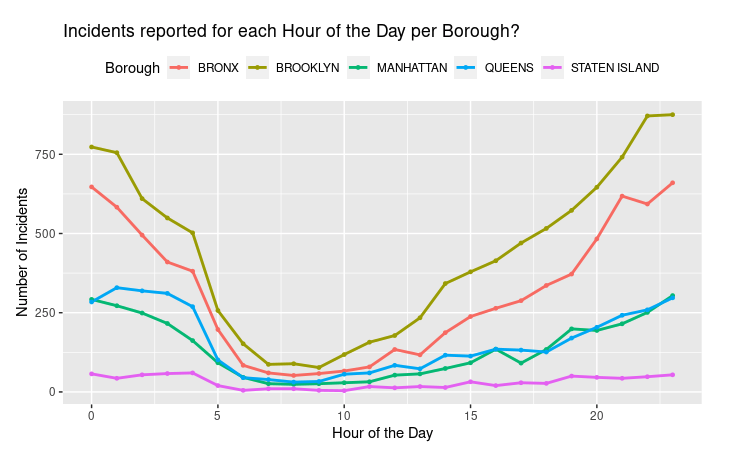 Incidents reported for each Hour of the Day per Borough?
Borough BRONX BROOKLYN MANHATTAN QUEENS STATEN ISLAND
Number of Incidents
750
500
250
0
0 5 10 15 20
Hour of the Day